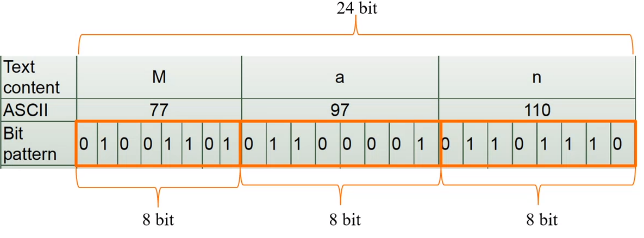 24 bit
Text content M a n
ASCII 77 97 110
Bit pattern 0 1 0 0 1 1 0 1 0 1 1 0 0 0 0 1 0 1 1 0 1 1 1 0
8 bit 8 bit 8 bit